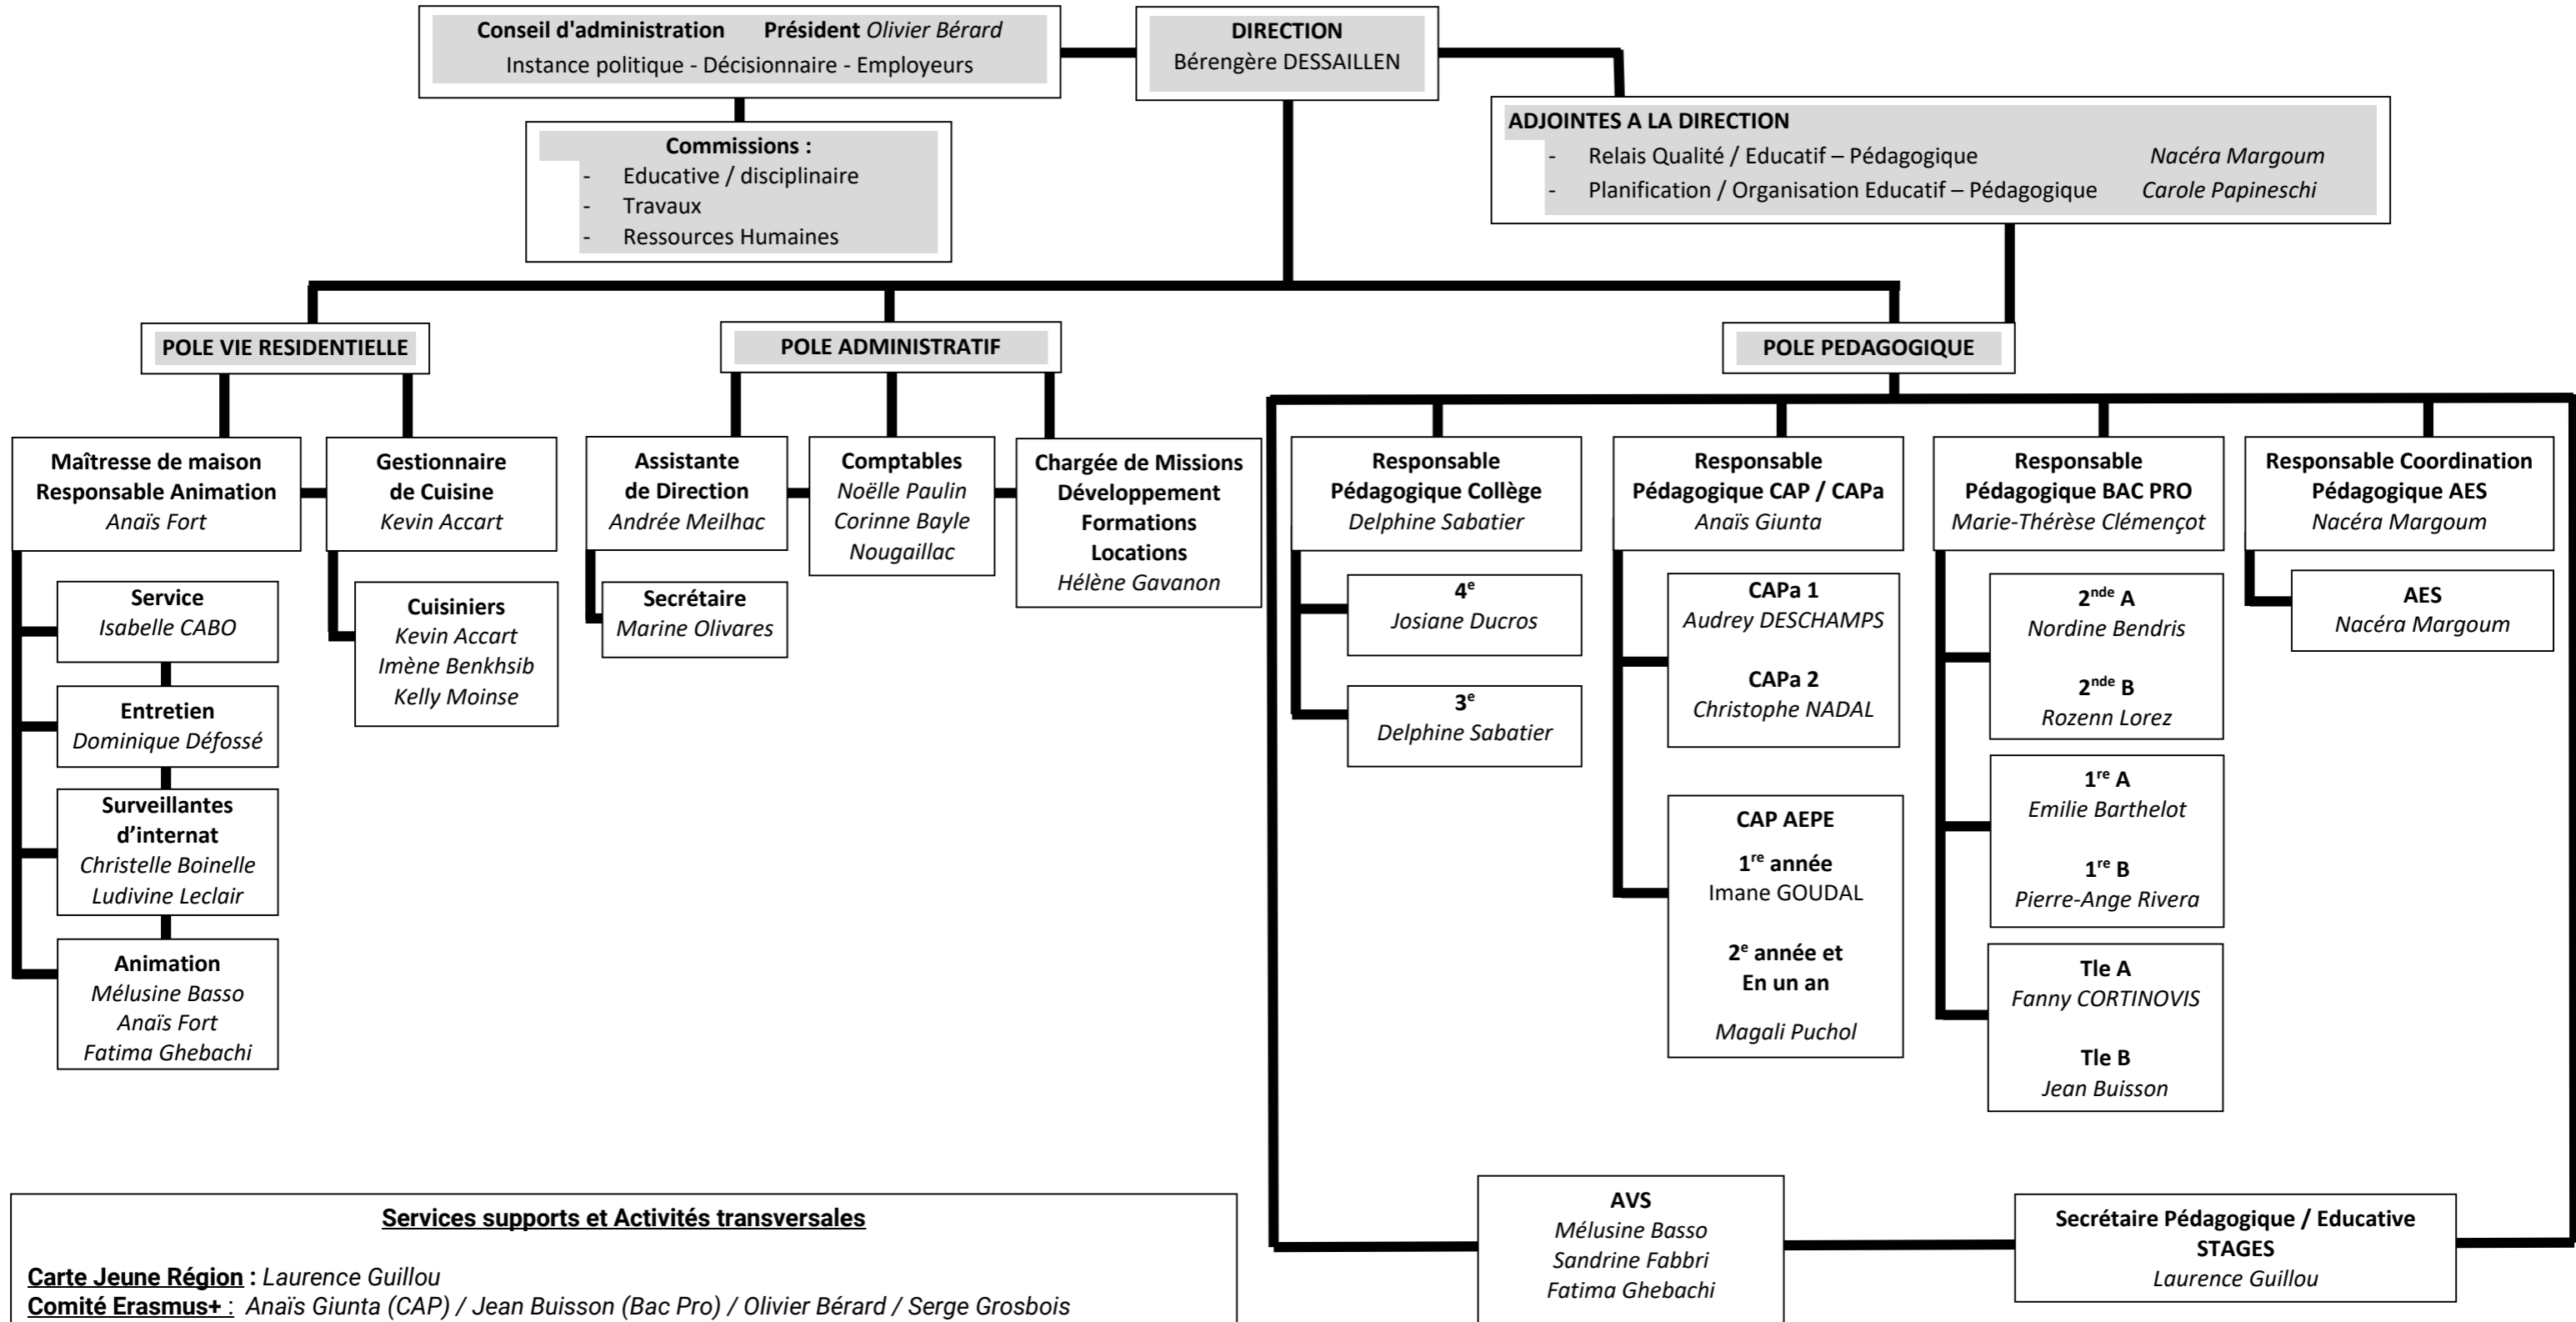 Conseil d'administration Président Olivier Bérard
Instance politique - Décisionnaire - Employeurs
DIRECTION
Bérengère DESSAILLEN
Commissions :
- Educative / disciplinaire
- Travaux
- Ressources Humaines
ADJOINTES A LA DIRECTION
- Relais Qualité / Educatif – Pédagogique Nacéra Margoum
- Planification / Organisation Educatif – Pédagogique Carole Papineschi
POLE VIE RESIDENTIELLE
POLE ADMINISTRATIF
POLE PEDAGOGIQUE
Maîtresse de maison
Responsable Animation
Anaïs Fort
Gestionnaire
de Cuisine
Kevin Accart
Service
Isabelle CABO
Entretien
Dominique Défossé
Surveillantes
d’internat
Christelle Boinelle
Ludivine Leclair
Animation
Mélusine Basso
Anaïs Fort
Fatima Ghebachi
Cuisiniers
Kevin Accart
Imène Benkhsib
Kelly Moinse
Assistante
de Direction
Andrée Meilhac
Secrétaire
Marine Olivares
Comptables
Noëlle Paulin
Corinne Bayle
Nougaillac
Chargée de Missions
Développement
Formations
Locations
Hélène Gavanon
Responsable
Pédagogique Collège
Delphine Sabatier
4e
Josiane Ducros
3e
Delphine Sabatier
Responsable
Pédagogique CAP / CAPa
Anaïs Giunta
CAPa 1
Audrey DESCHAMPS
CAPa 2
Christophe NADAL
CAP AEPE
1re année
Imane GOUDAL
2e année et
En un an
Magali Puchol
Responsable
Pédagogique BAC PRO
Marie-Thérèse Clémençot
2nde A
Nordine Bendris
2nde B
Rozenn Lorez
1re A
Emilie Barthelot
1re B
Pierre-Ange Rivera
Tle A
Fanny CORTINOVIS
Tle B
Jean Buisson
Responsable Coordination
Pédagogique AES
Nacéra Margoum
AES
Nacéra Margoum
AVS
Mélusine Basso
Sandrine Fabbri
Fatima Ghebachi
Secrétaire Pédagogique / Educative
STAGES
Laurence Guillou
Services supports et Activités transversales
Carte Jeune Région : Laurence Guillou
Comité Erasmus+ : Anaïs Giunta (CAP) / Jean Buisson (Bac Pro) / Olivier Bérard / Serge Grosbois